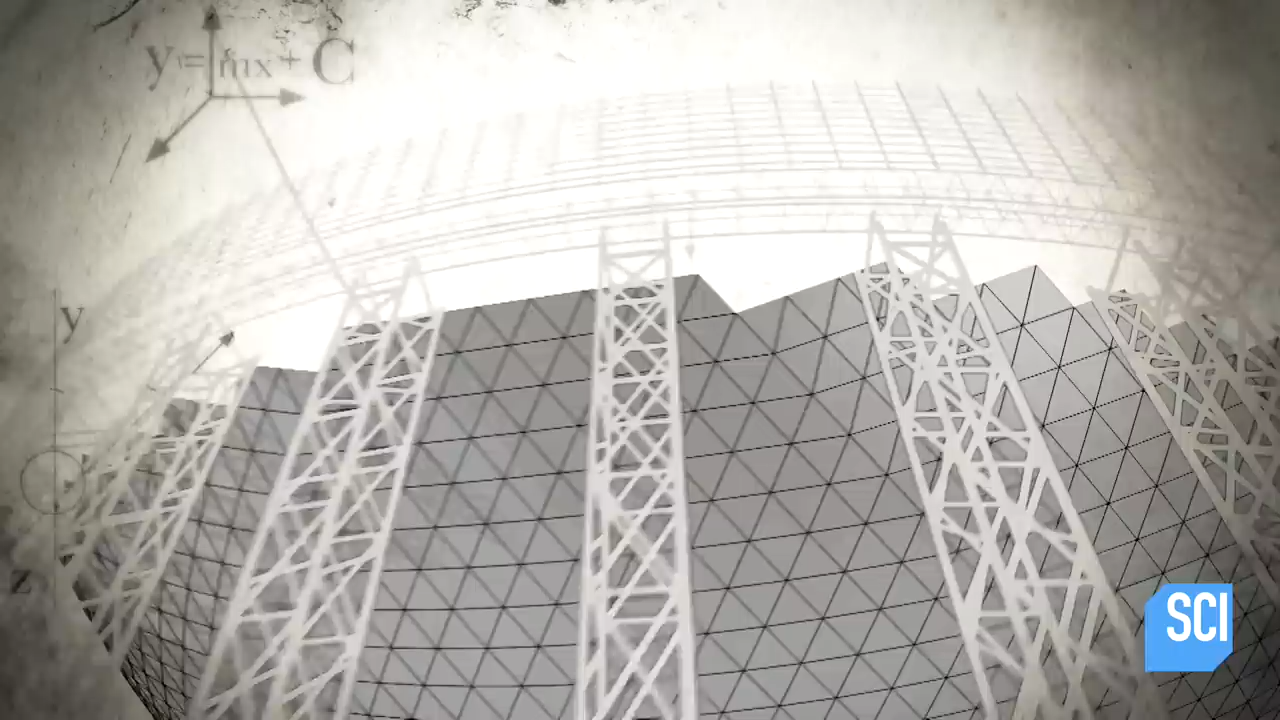 y = mx + C
y
z
SCI